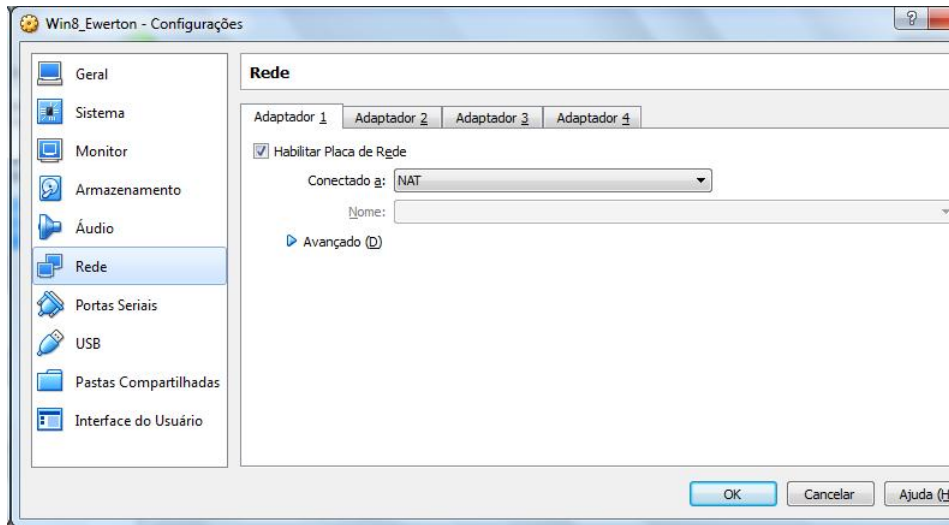 Win8_Ewerton - Configurações
?
Geral
Sistema
Monitor
Armazenamento
Áudio
Rede
Portas Seriais
USB
Pastas Compartilhadas
Interface do Usuário
Rede
Adaptador 1 Adaptador 2 Adaptador 3 Adaptador 4
Habilitar Placa de Rede
Conectado a: NAT
Nome:
Avançado (D)
OK Cancelar Ajuda (H